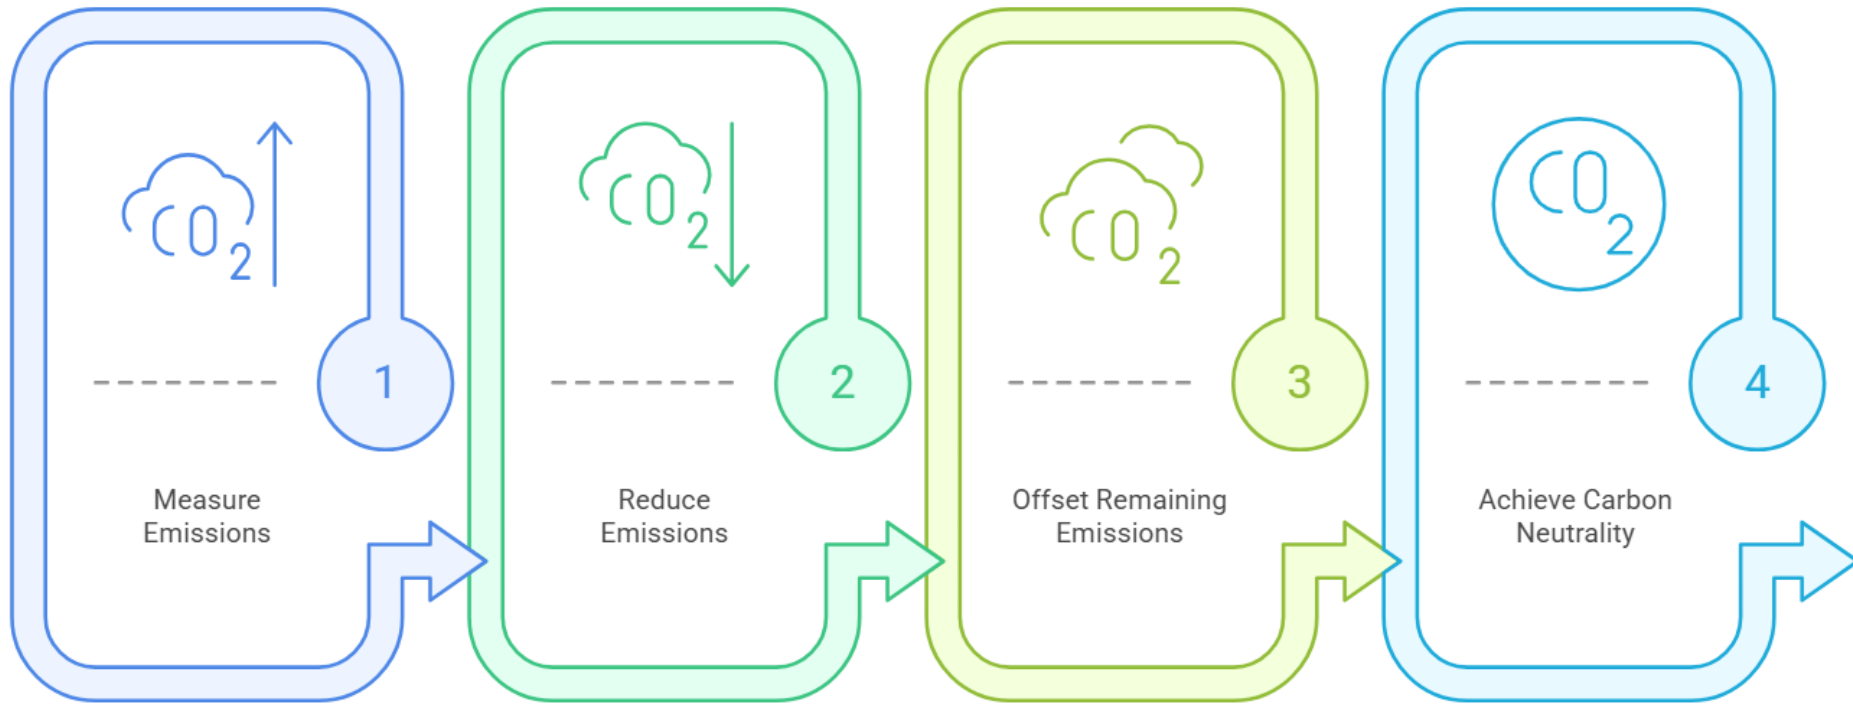 CO2
1
Measure
Emissions
CO2
2
Reduce
Emissions
CO2
3
Offset Remaining
Emissions
CO2
4
Achieve Carbon
Neutrality